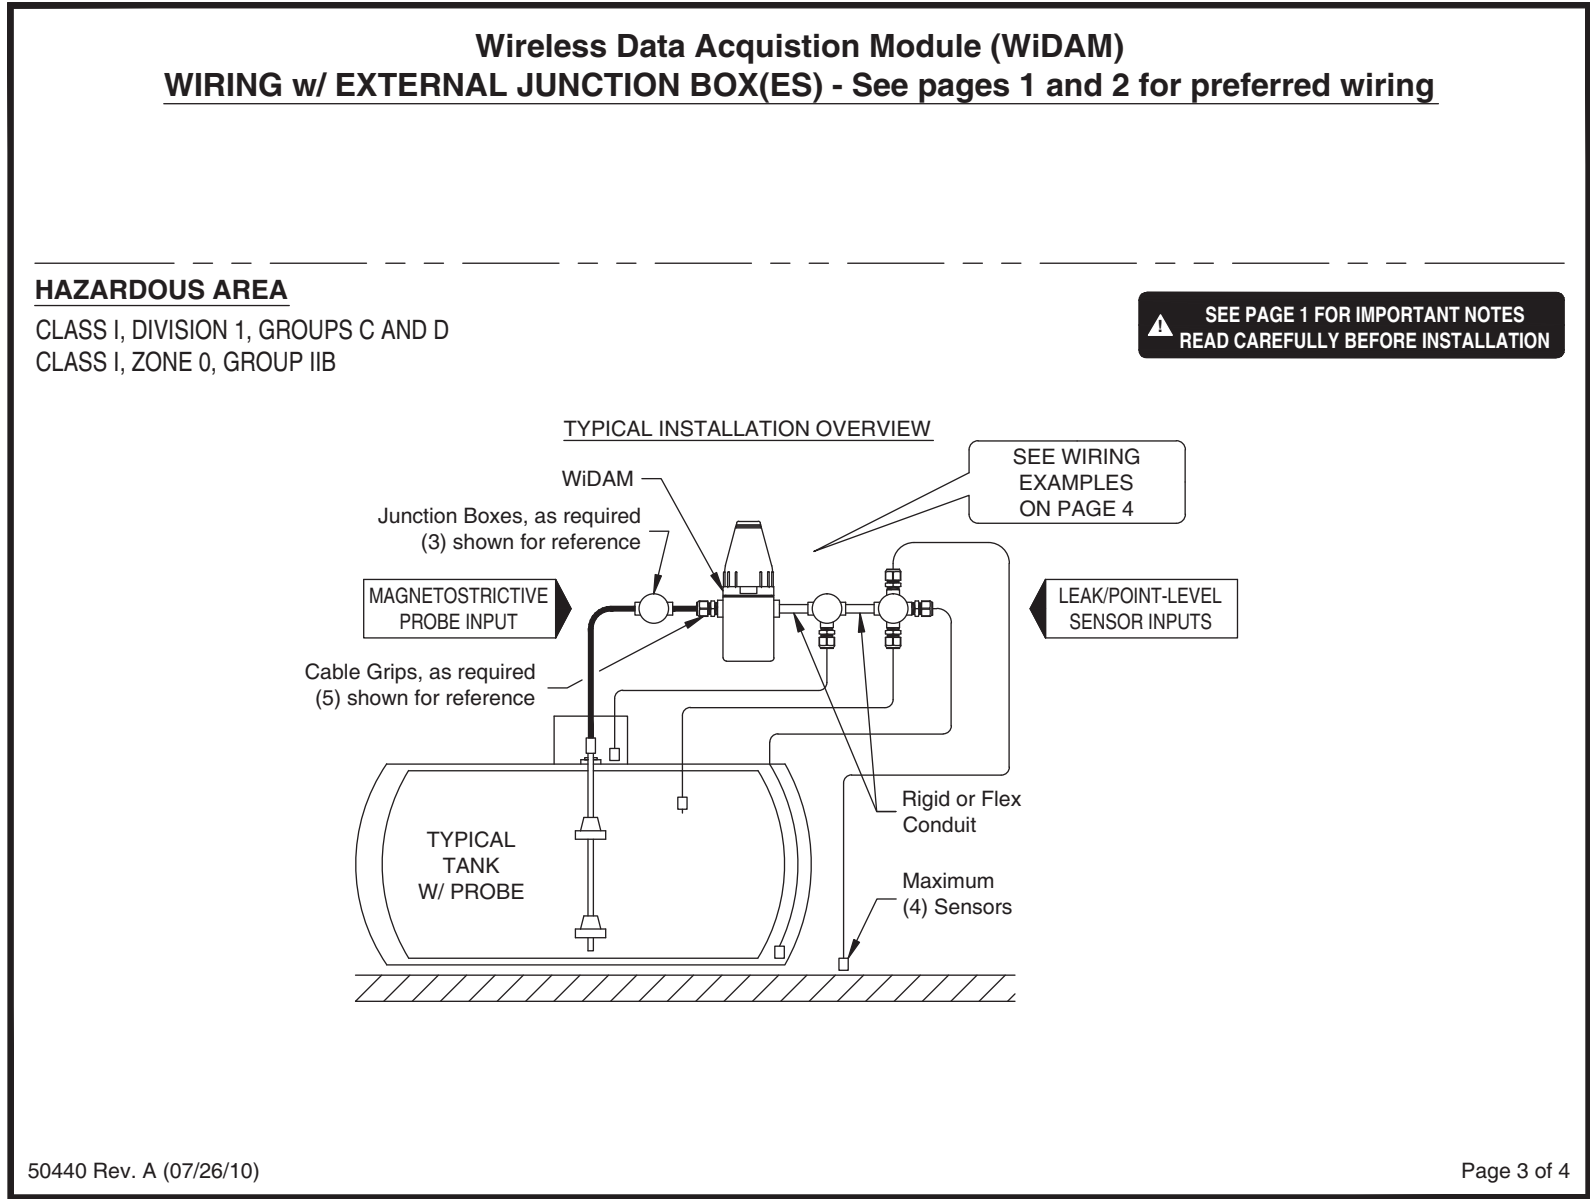 Wireless Data Acquistion Module (WiDAM)
WIRING w/ EXTERNAL JUNCTION BOX(ES) - See pages 1 and 2 for preferred wiring
HAZARDOUS AREA
CLASS I, DIVISION 1, GROUPS C AND D
CLASS I, ZONE 0, GROUP IIB
SEE PAGE 1 FOR IMPORTANT NOTES
READ CAREFULLY BEFORE INSTALLATION
TYPICAL INSTALLATION OVERVIEW
SEE WIRING
EXAMPLES
ON PAGE 4
WiDAM
Junction Boxes, as required
(3) shown for reference
MAGNETOSTRICTIVE
PROBE INPUT
LEAK/POINT-LEVEL
SENSOR INPUTS
Cable Grips, as required
(5) shown for reference
Rigid or Flex
Conduit
TYPICAL
TANK
W/ PROBE
Maximum
(4) Sensors
50440 Rev. A (07/26/10)
Page 3 of 4